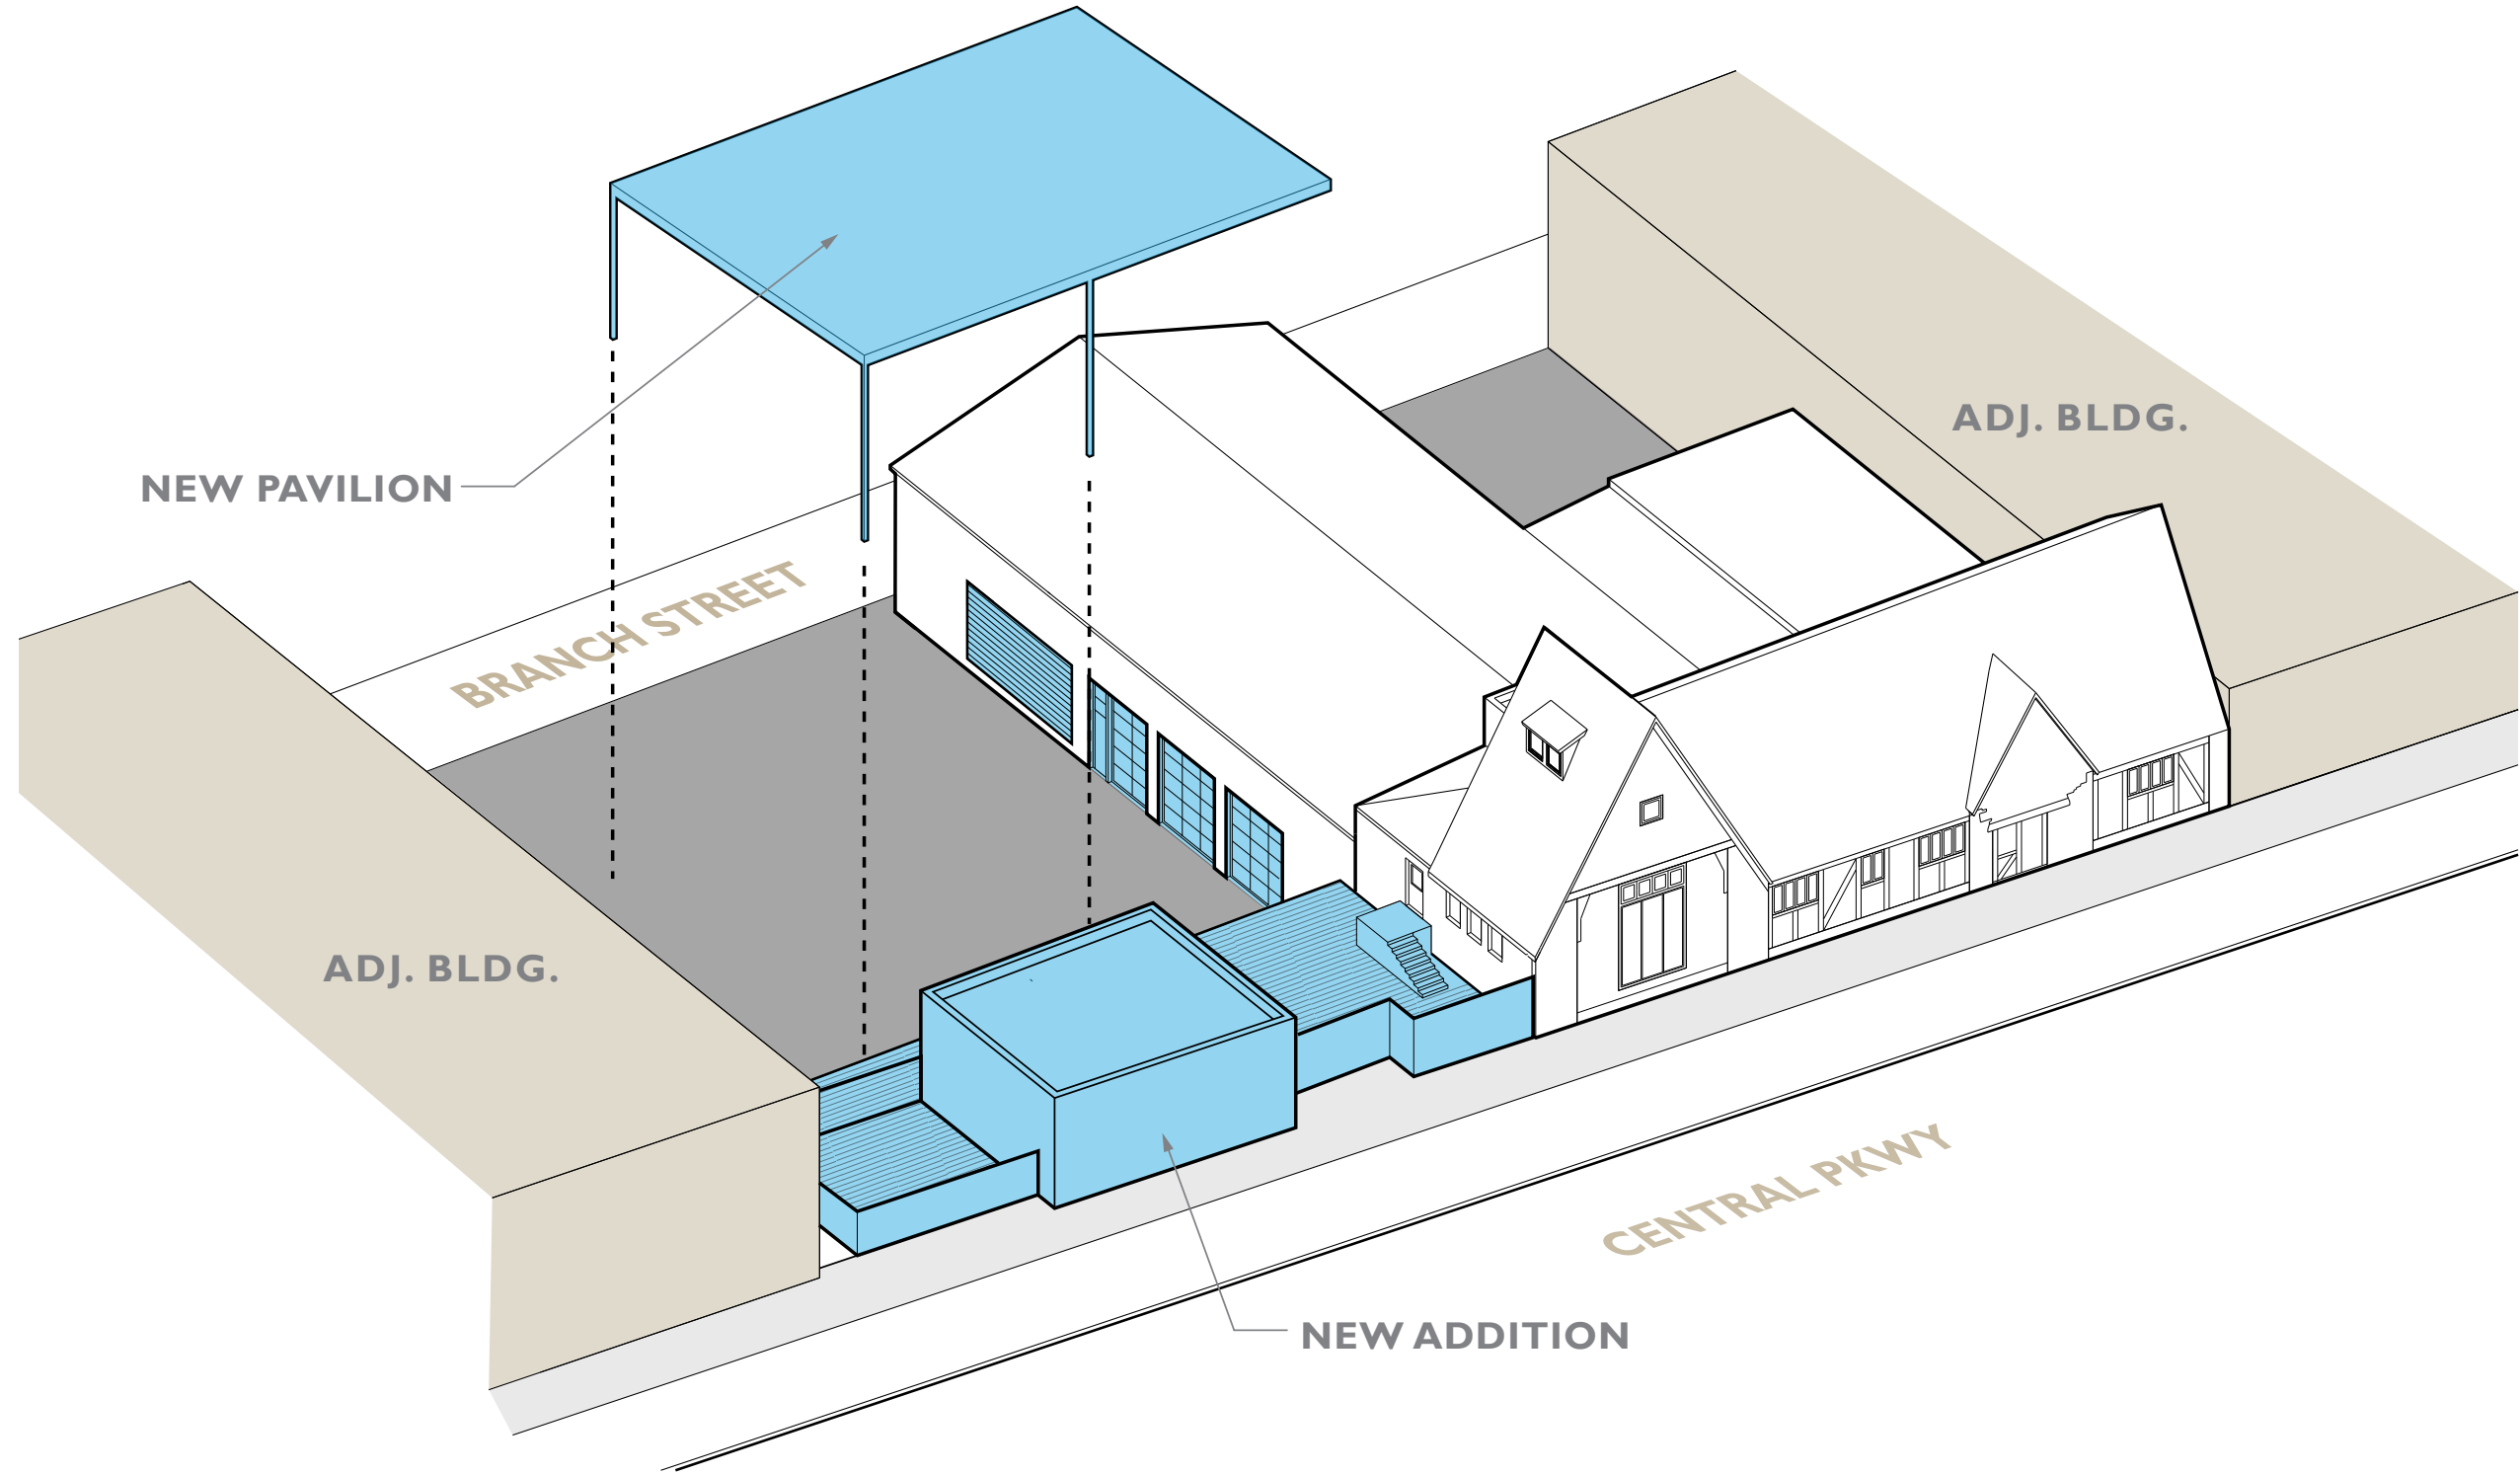 NEW PAVILION
ADJ. BLDG.
BRANCH STREET
ADJ. BLDG.
CENTRAL PKWY
NEW ADDITION